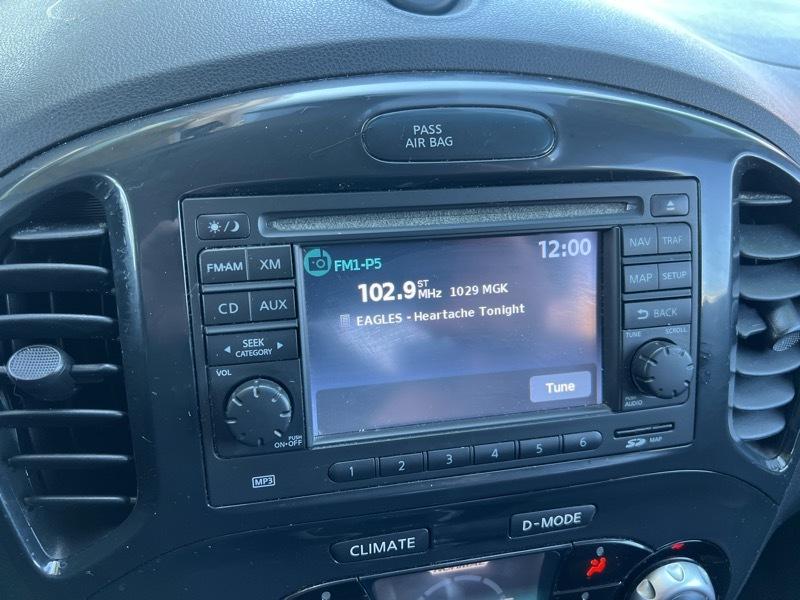 PASS
AIR BAG
FM·AM
XM
CD
AUX
SEEK
CATEGORY
VOL
PUSH
ON·OFF
MP3
FM1-P5
12:00
102.9 ST MHz 1029 MGK
EAGLES - Heartache Tonight
Tune
NAV
TRAF
MAP
SETUP
BACK
TUNE
SCROLL
PUSH
AUDIO
SD MAP
1
2
3
4
5
6
CLIMATE
D-MODE